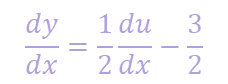 dy/dx = 1/2 du/dx − 3/2